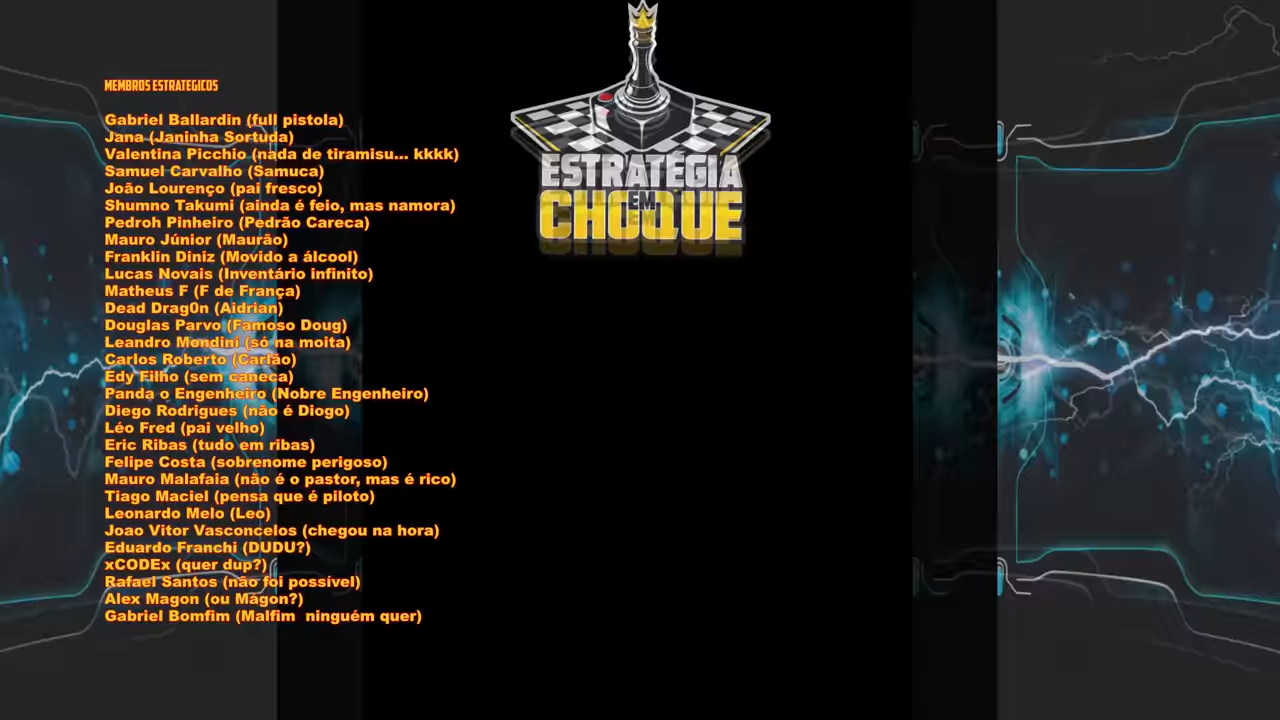 MEMBROS ESTRATEGICOS
Gabriel Ballardin (full pistola)
Jana (Janinha Sortuda)
Valentina Picchio (nada de tiramisu... kkkk)
Samuel Carvalho (Samuca)
João Lourenço (pai fresco)
Shumno Takumi (ainda é feio, mas namora)
Pedroh Pinheiro (Pedrão Careca)
Mauro Júnior (Maurão)
Franklin Diniz (Movido a álcool)
Lucas Novais (Inventário infinito)
Matheus F (F de França)
Dead Drag0n (Aidrian)
Douglas Parvo (Famoso Doug)
Leandro Mendini (só na moita)
Carlos Roberto (Carlão)
Edy Filho (sem caneca)
Panda o Engenheiro (Nobre Engenheiro)
Diego Rodrigues (não é Diogo)
Léo Fred (pai velho)
Eric Ribas (tudo em ribas)
Felipe Costa (sobrenome perigoso)
Mauro Malafaia (não é o pastor, mas é rico)
Tiago Maciel (pensa que é piloto)
Leonardo Melo (Leo)
Joao Vitor Vasconcelos (chegou na hora)
Eduardo Franchi (DUDU?)
xCODEx (quer dup?)
Rafael Santos (não foi possível)
Alex Magon (ou Mágon?)
Gabriel Bomfim (Malfim  ninguém quer)
ESTRATÉGIA
EM
CHOQUE